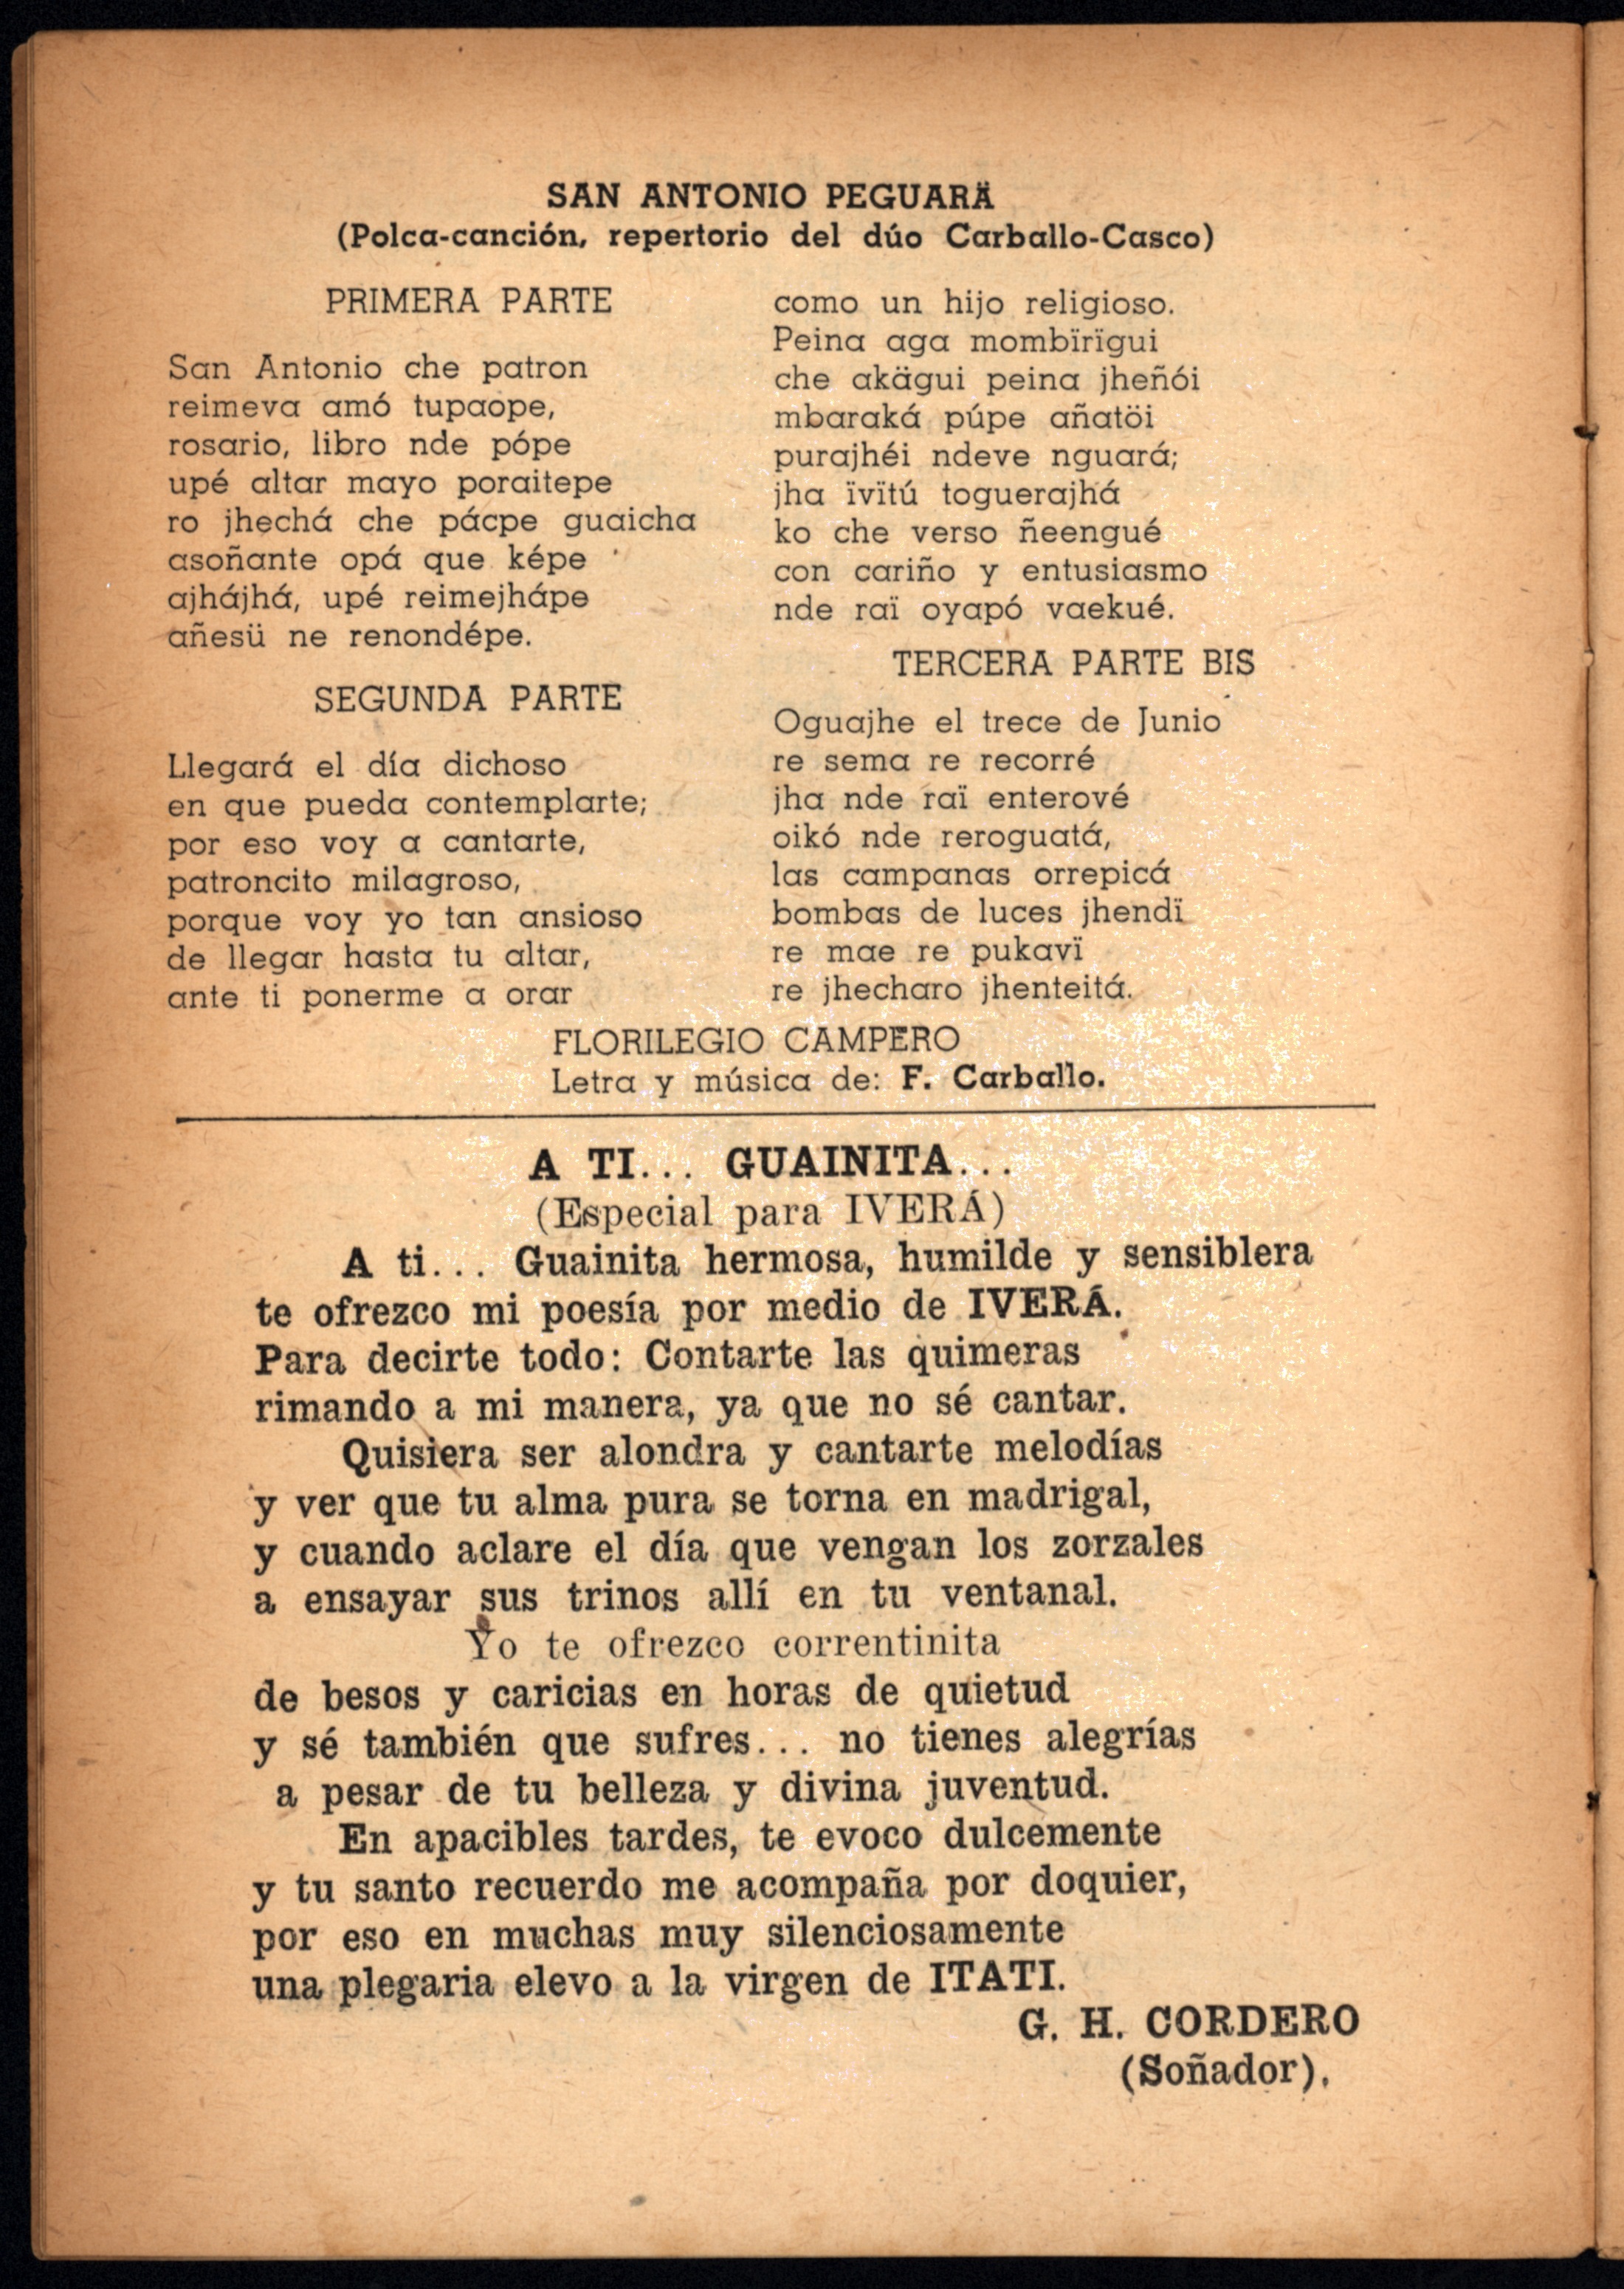 SAN ANTONIO PEGUARÄ
(Polca-canción, repertorio del dúo Carballo-Casco)
PRIMERA PARTE
San Antonio che patron
reimeva amó tupaope,
rosario, libro nde pópe
upé altar mayo poraitepe
ro jhechá che pácpe guaicha
asoñante opá que képe
ajhájhá, upé reimejhápe
añesü ne renondépe.
SEGUNDA PARTE
Llegará el día dichoso
en que pueda contemplarte;
por eso voy a cantarte,
patroncito milagroso,
porque voy yo tan ansioso
de llegar hasta tu altar,
ante ti ponerme a orar
como un hijo religioso.
Peina aga mombïrïgui
che akägui peina jheñói
mbaraká púpe añatöi
purajhéi ndeve nguará;
jha ïvïtú toguerajhá
ko che verso ñeengué
con cariño y entusiasmo
nde raï oyapó vaekué.
TERCERA PARTE BIS
Oguajhe el trece de Junio
re sema re recorré
jha nde raï enterové
oikó nde reroguatá,
las campanas orrepicá
bombas de luces jhendï
re mae re pukavï
re jhecharo jhenteitá.
FLORILEGIO CAMPERO
Letra y música de: F. Carballo.
A TI... GUAINITA...
(Especial para IVERÁ)
A ti... Guainita hermosa, humilde y sensiblera
te ofrezco mi poesía por medio de IVERÁ.
Para decirte todo: Contarte las quimeras
rimando a mi manera, ya que no sé cantar.
Quisiera ser alondra y cantarte melodías
y ver que tu alma pura se torna en madrigal,
y cuando aclare el día que vengan los zorzales
a ensayar sus trinos allí en tu ventanal.
Yo te ofrezco correntinita
de besos y caricias en horas de quietud
y sé también que sufres... no tienes alegrías
a pesar de tu belleza y divina juventud.
En apacibles tardes, te evoco dulcemente
y tu santo recuerdo me acompaña por doquier,
por eso en muchas muy silenciosamente
una plegaria elevo a la virgen de ITATI.
G. H. CORDERO
(Soñador).